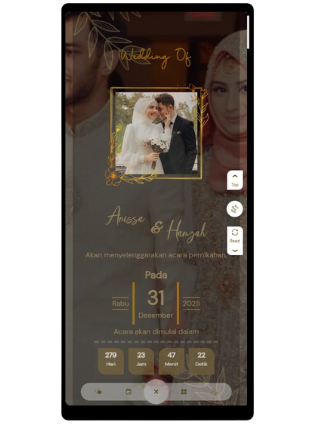 Wedding Of
Anissa
& Hamzah
Akan menyelenggarakan acara pernikahan
Pada
Rabu
31
2025
Desember
Acara akan dimulai dalam
279 23 47 22
Hari Jam Menit Detik
Top
Read